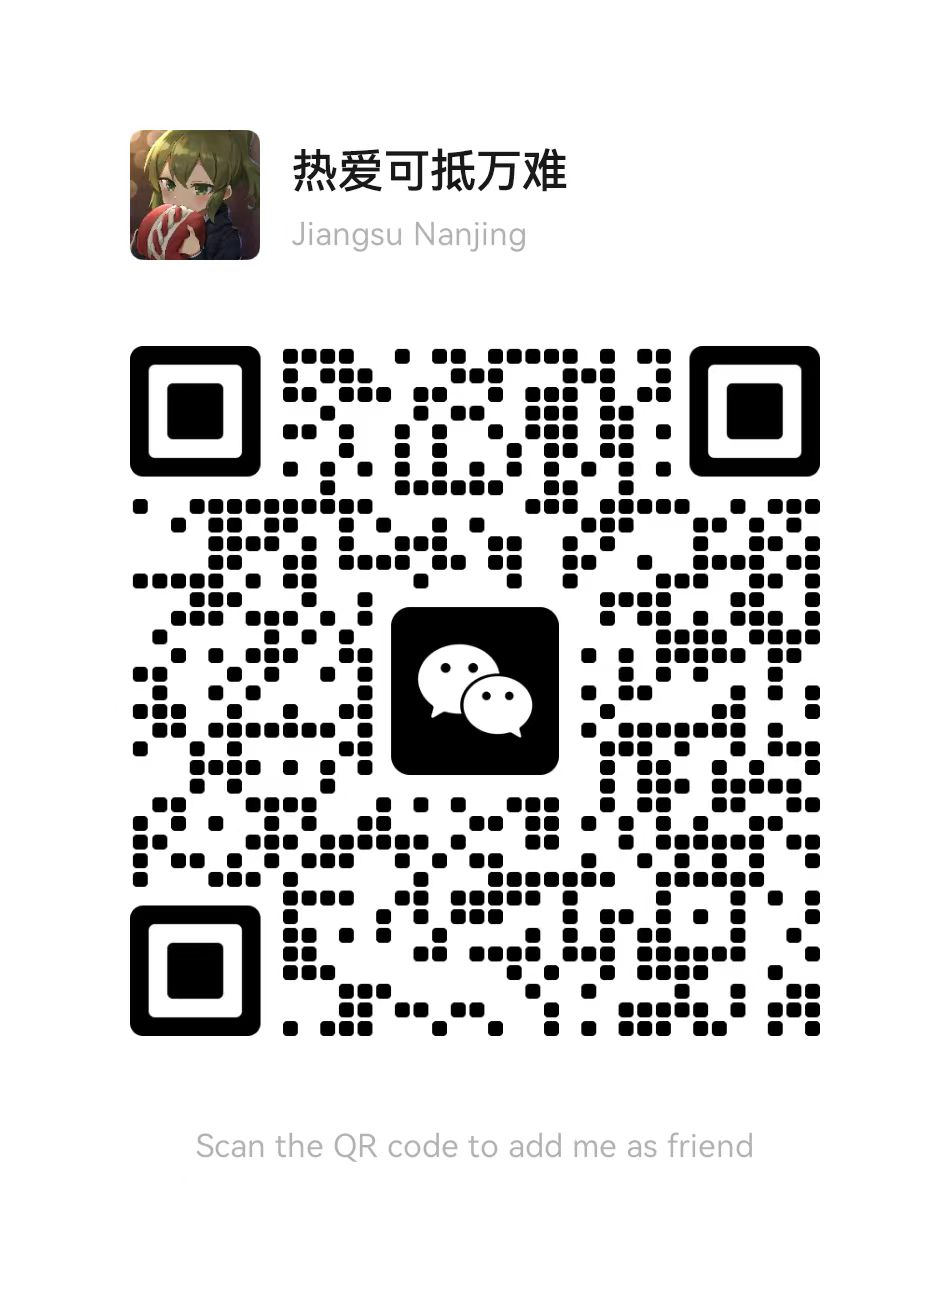 热爱可抵万难
Jiangsu Nanjing
Scan the QR code to add me as friend